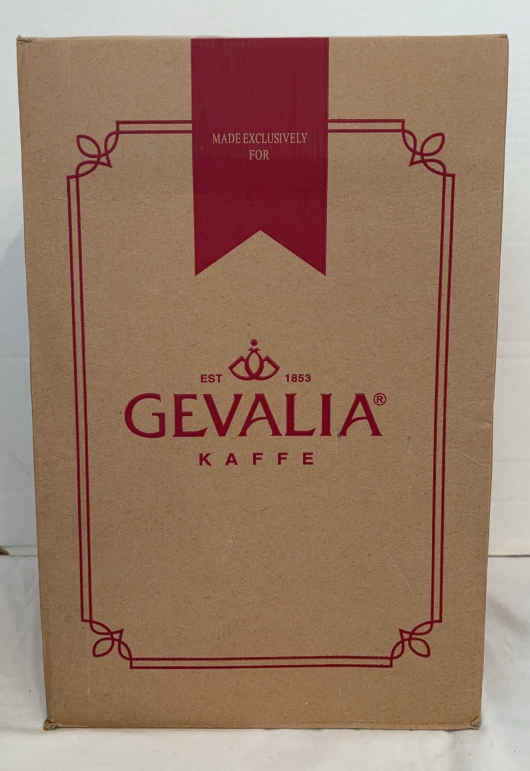 MADE EXCLUSIVELY
FOR
EST 1853
GEVALIA®
KAFFE